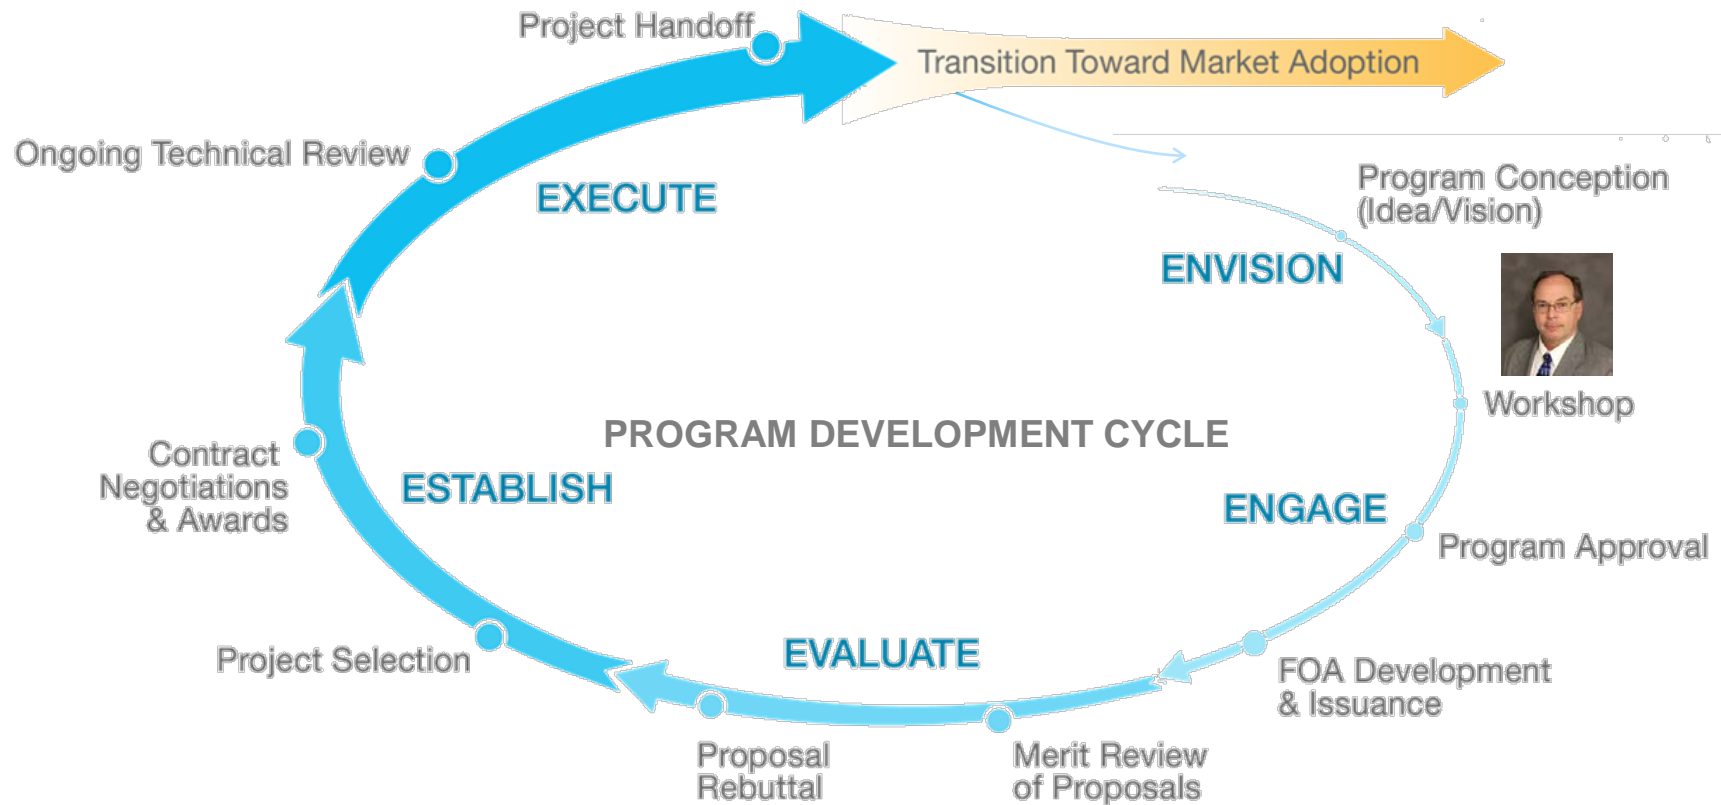 Project Handoff
Transition Toward Market Adoption
Ongoing Technical Review
EXECUTE
Program Conception
(Idea/Vision)
ENVISION
Workshop
PROGRAM DEVELOPMENT CYCLE
Contract
Negotiations
& Awards
ESTABLISH
ENGAGE
Program Approval
Project Selection
EVALUATE
FOA Development
& Issuance
Proposal
Rebuttal
Merit Review
of Proposals